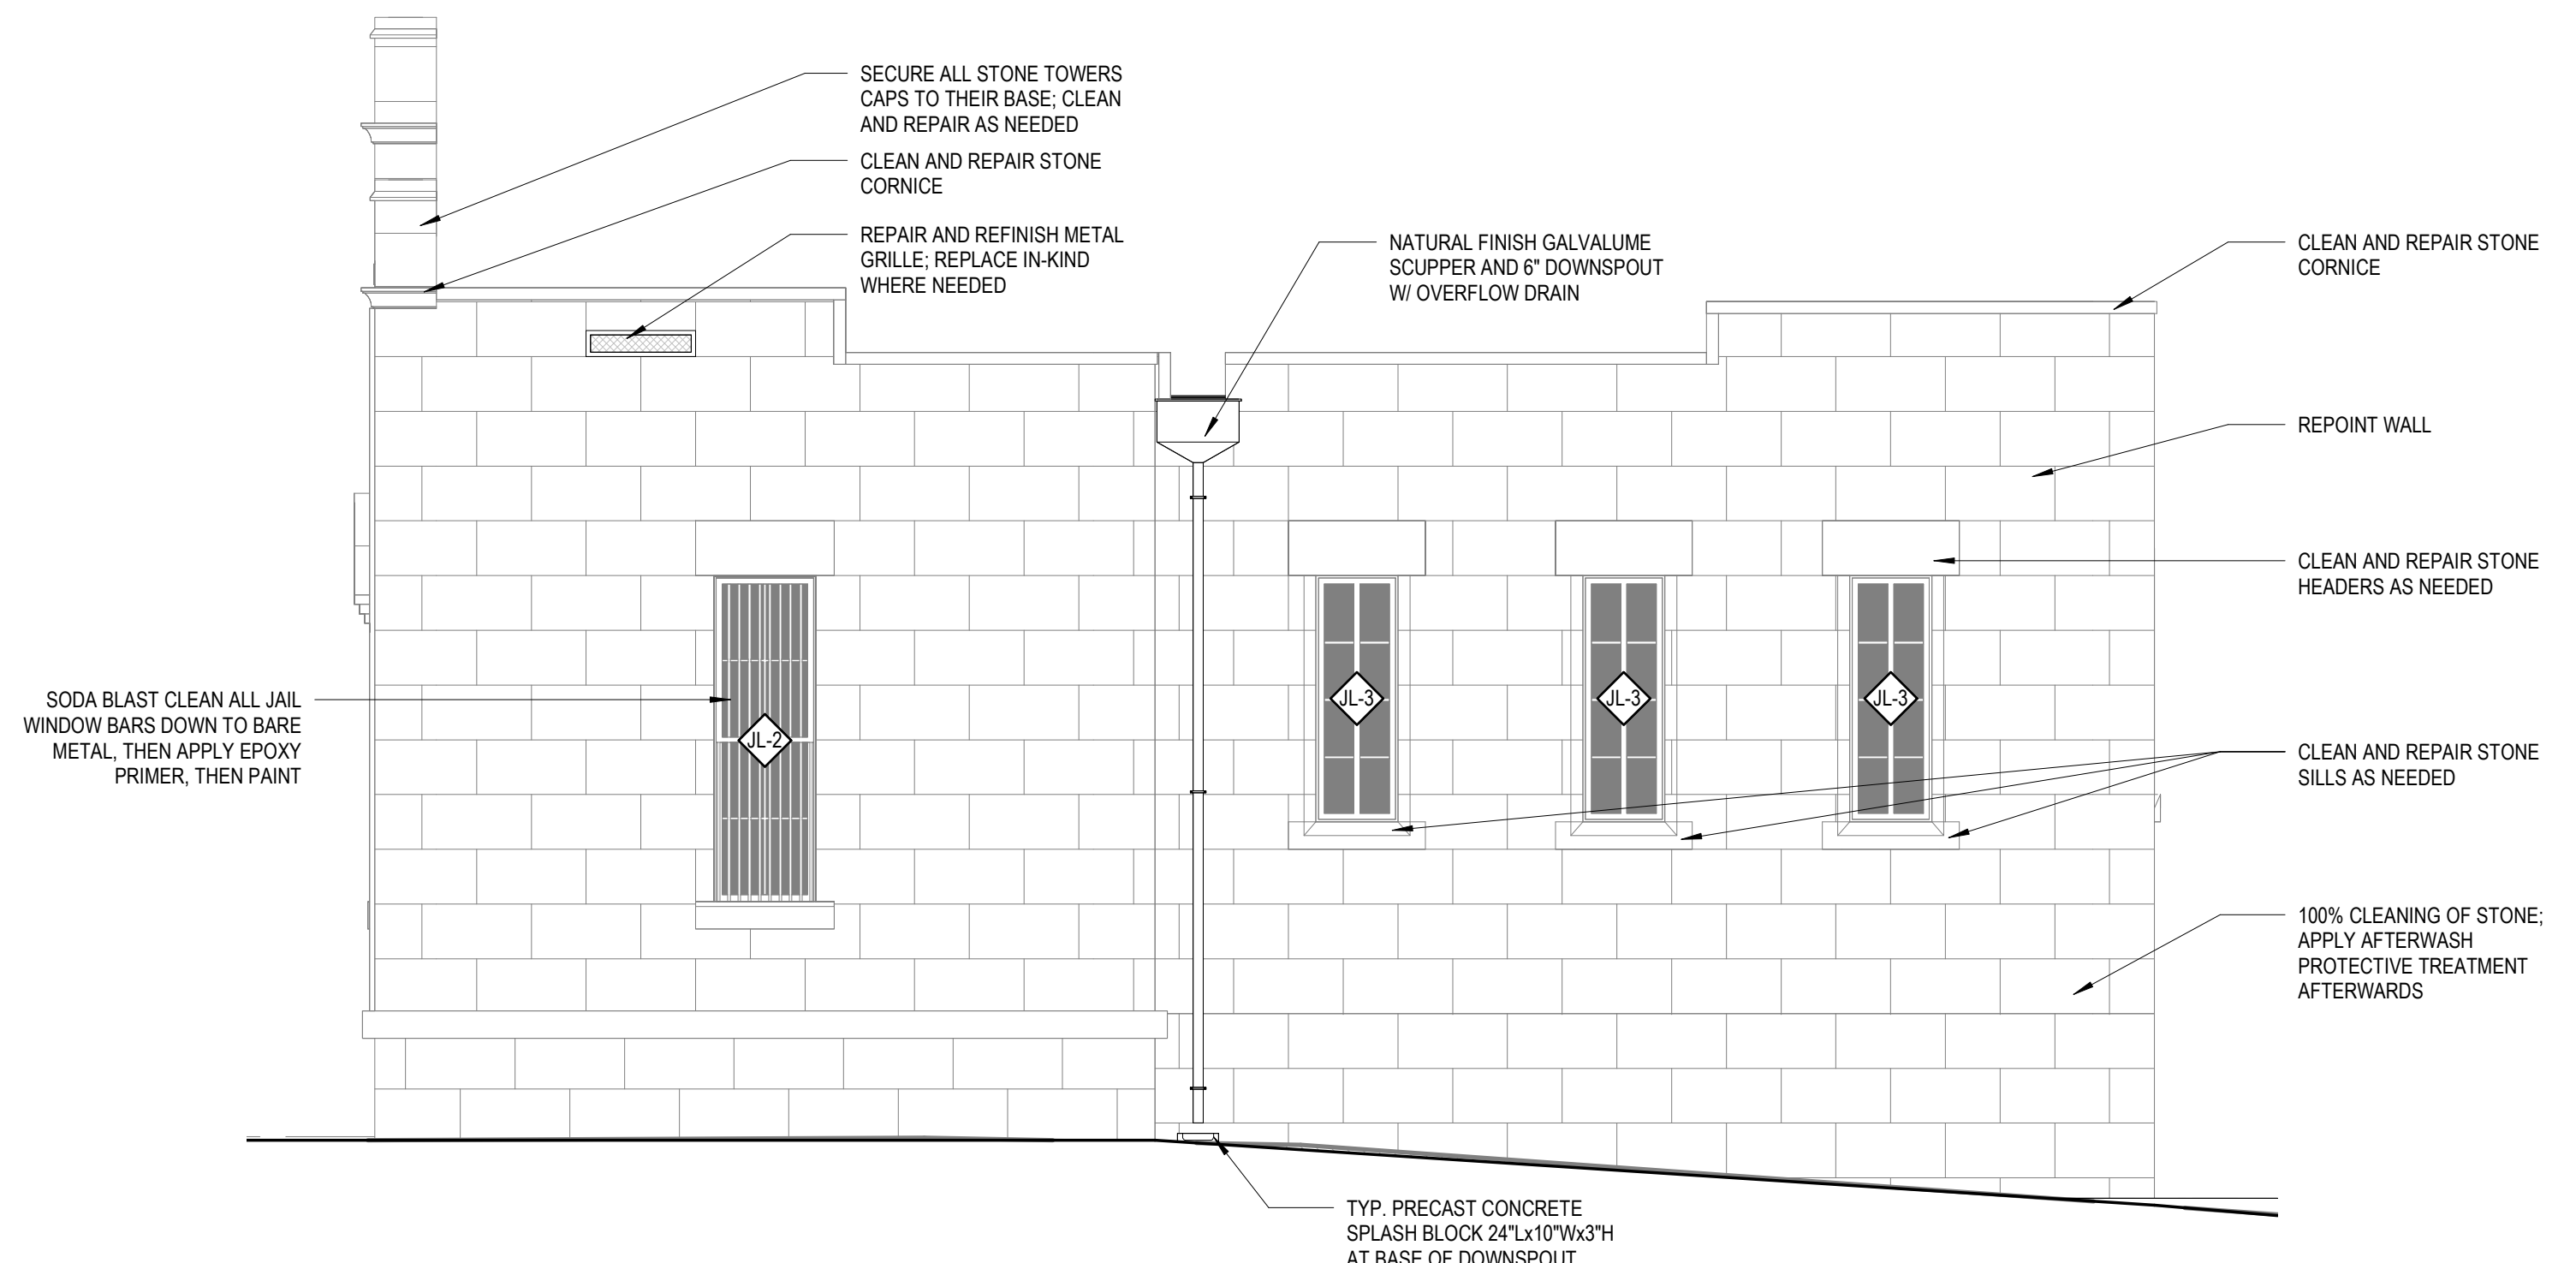 SECURE ALL STONE TOWERS
CAPS TO THEIR BASE; CLEAN
AND REPAIR AS NEEDED
CLEAN AND REPAIR STONE
CORNICE
REPAIR AND REFINISH METAL
GRILLE; REPLACE IN-KIND
WHERE NEEDED
NATURAL FINISH GALVALUME
SCUPPER AND 6" DOWNSPOUT
W/ OVERFLOW DRAIN
CLEAN AND REPAIR STONE
CORNICE
REPOINT WALL
CLEAN AND REPAIR STONE
HEADERS AS NEEDED
SODA BLAST CLEAN ALL JAIL
WINDOW BARS DOWN TO BARE
METAL, THEN APPLY EPOXY
PRIMER, THEN PAINT
JL-2
JL-3
JL-3
JL-3
CLEAN AND REPAIR STONE
SILLS AS NEEDED
100% CLEANING OF STONE;
APPLY AFTERWASH
PROTECTIVE TREATMENT
AFTERWARDS
TYP. PRECAST CONCRETE
SPLASH BLOCK 24"Lx10"Wx3"H
AT BASE OF DOWNSPOUT